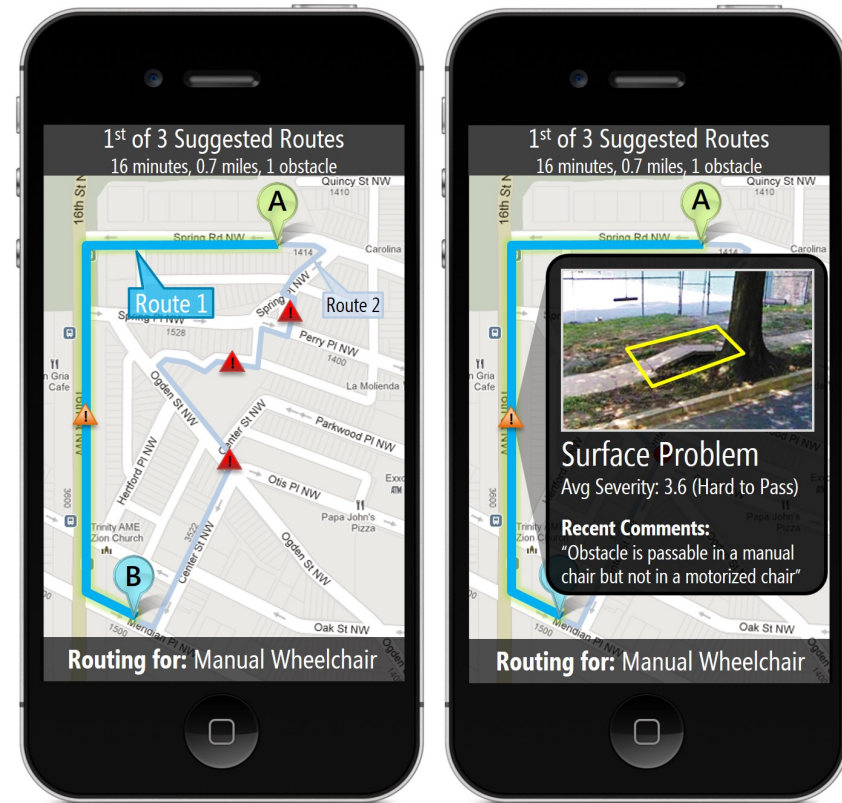 1st of 3 Suggested Routes
16 minutes, 0.7 miles, 1 obstacle
Quincy St NW
1410
16th St N
A
Spring Rd NW
Carolina
1414
Route 1
Route 2
Spring Pl NW
Spring Pl NW
1528
Perry Pl NW
1400
n Gria
Cafe
La Molienda
Ogden St NW
Center St NW
Parkwood Pl NW
Hertford Pl NW
Otis Pl NW
Exxo
ATM
3600
Papa John's
Pizza
Trinity AME
Zion Church
3522
Center St NW
Ogden St NW
B
Meridian Pl NW
1500
Oak St NW
Ogden
1400
Routing for: Manual Wheelchair
1st of 3 Suggested Routes
16 minutes, 0.7 miles, 1 obstacle
Quincy St NW
1410
16th St N
A
Spring Rd NW
Carolina
1414
n Gria
Cafe
Surface Problem
Avg Severity: 3.6 (Hard to Pass)
Recent Comments:
“Obstacle is passable in a manual
chair but not in a motorized chair”
3600
Meridian Pl NW
1500
Oak St NW
Ogden
Routing for: Manual Wheelchair